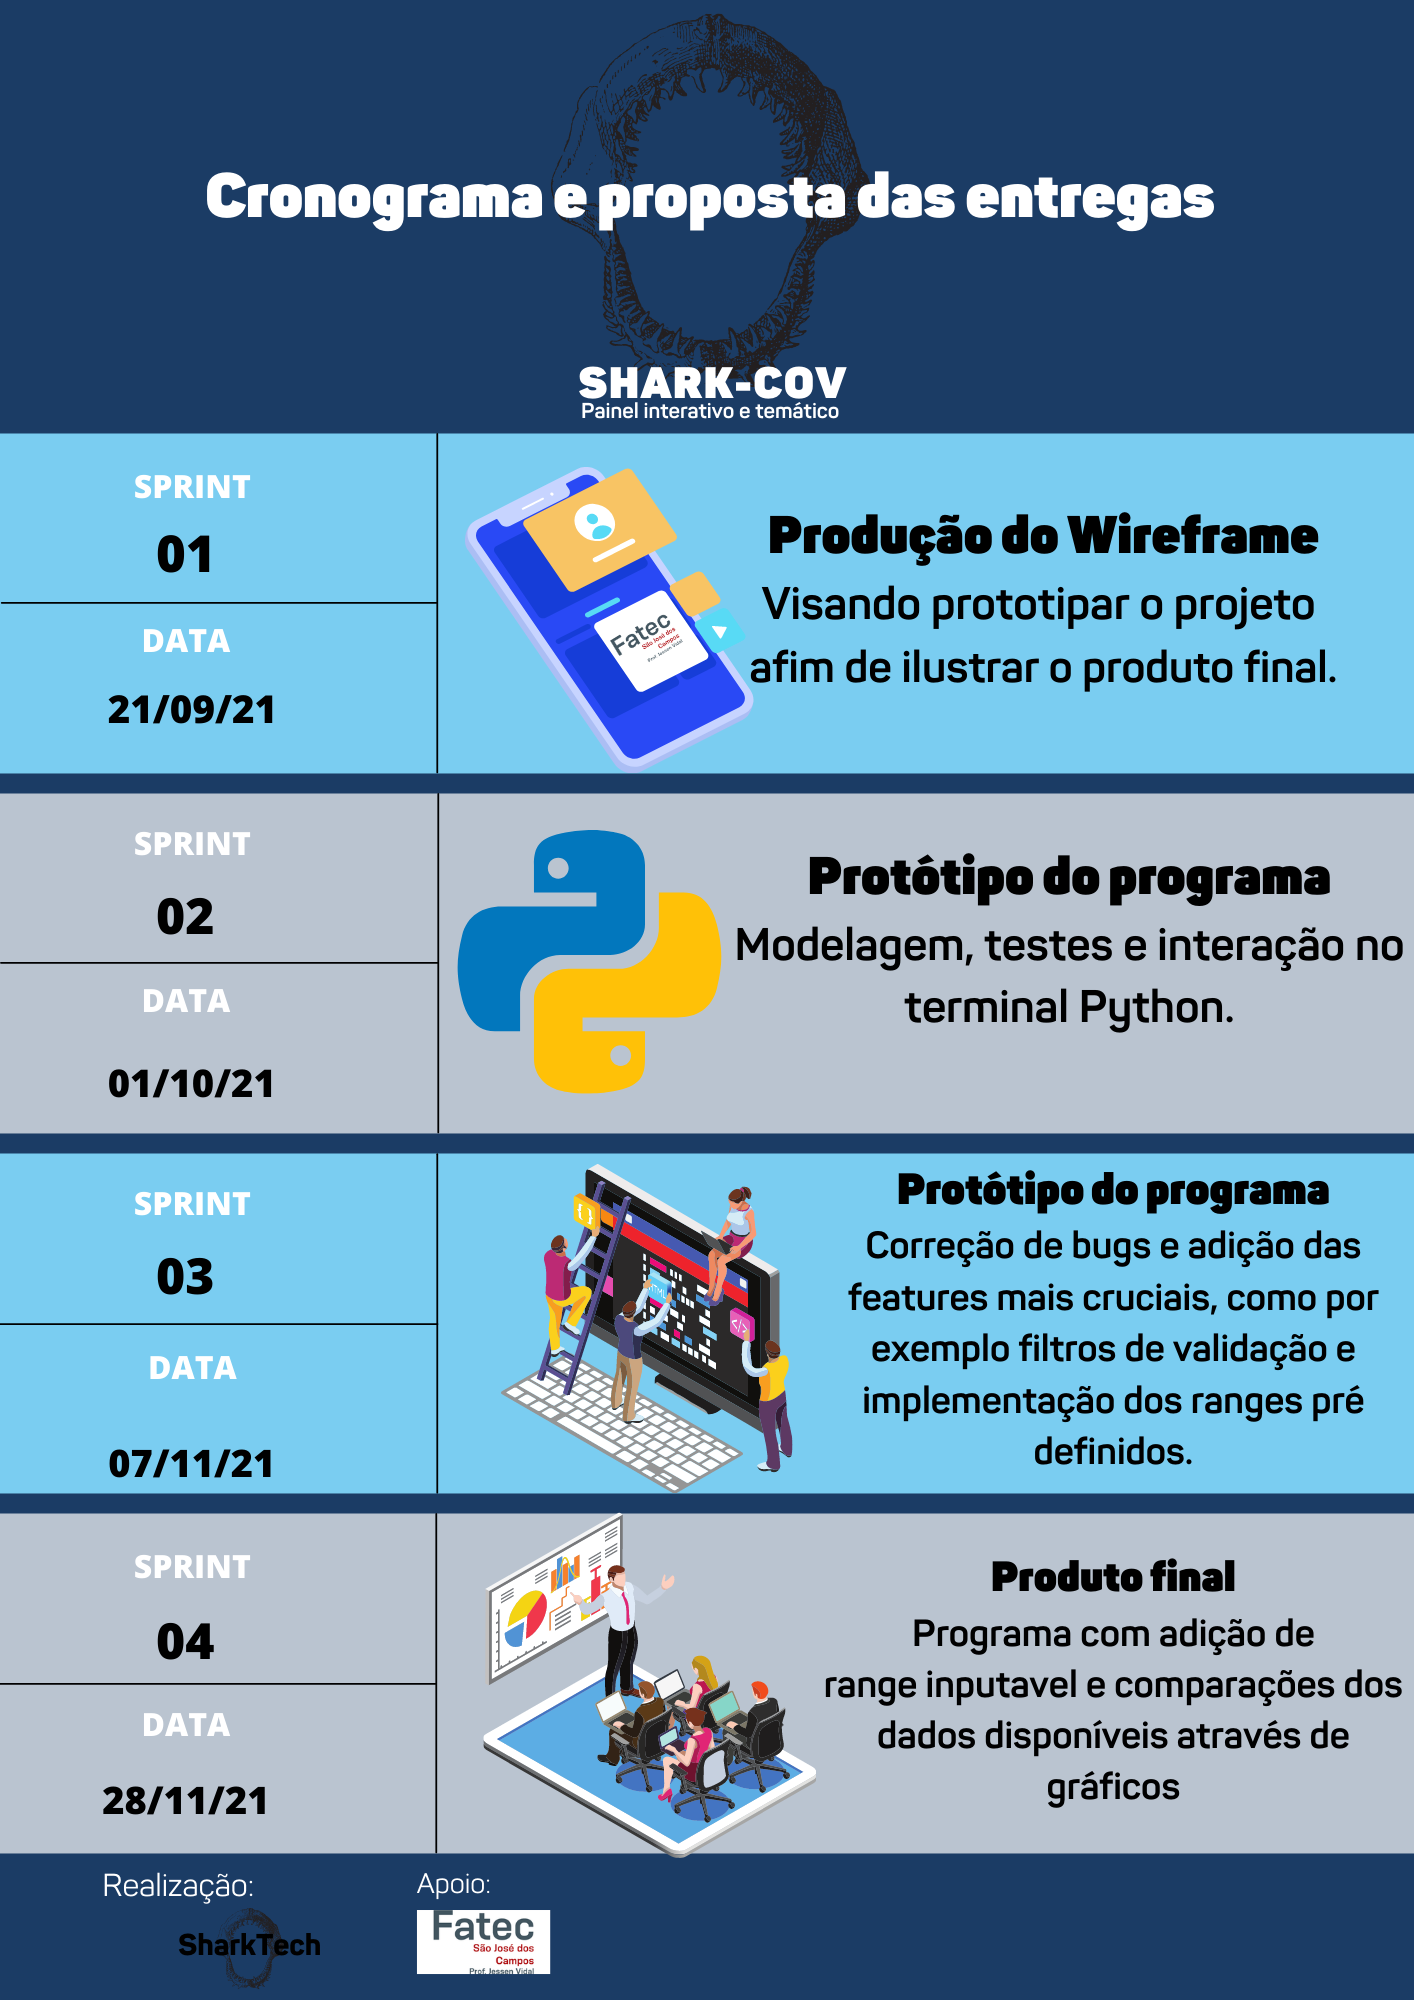 Cronograma e proposta das entregas
SHARK-COV
Painel interativo e temático
SPRINT
01
DATA
21/09/21
Fatec
São José dos
Campos
Prof. Jessen Vidal
Produção do Wireframe
Visando prototipar o projeto
afim de ilustrar o produto final.
SPRINT
02
DATA
01/10/21
Protótipo do programa
Modelagem, testes e interação no
terminal Python.
SPRINT
03
DATA
07/11/21
{ }
HTML
</>
Protótipo do programa
Correção de bugs e adição das
features mais cruciais, como por
exemplo filtros de validação e
implementação dos ranges pré
definidos.
SPRINT
04
DATA
28/11/21
Produto final
Programa com adição de
range inputavel e comparações dos
dados disponíveis através de
gráficos
Realização:
SharkTech
Apoio:
Fatec
São José dos
Campos
Prof. Jessen Vidal